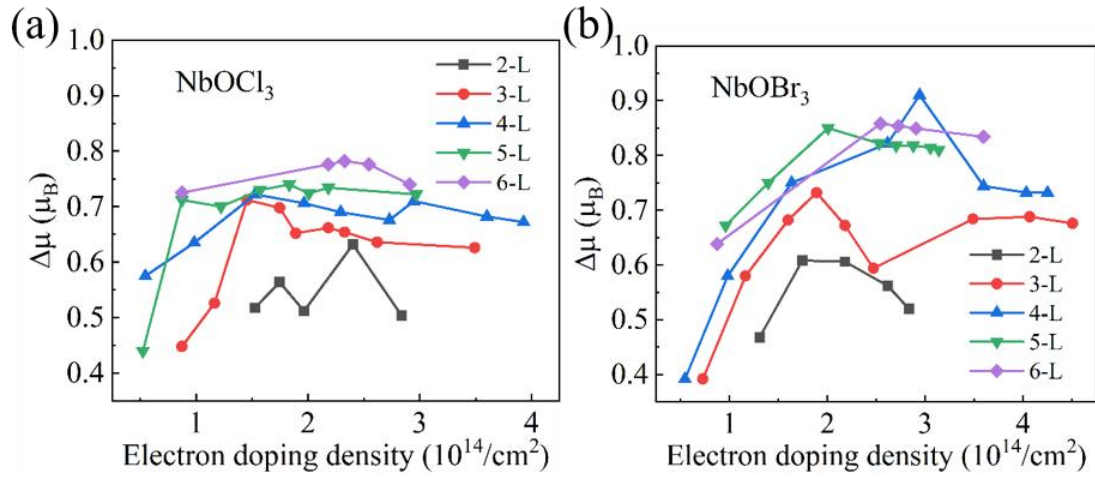 (a)
NbOCl3
2-L
3-L
4-L
5-L
6-L
1.0
0.9
0.8
0.7
0.6
0.5
0.4
Δμ (μB)
1 2 3 4
Electron doping density (10^14/cm^2)
(b)
NbOBr3
2-L
3-L
4-L
5-L
6-L
1.0
0.9
0.8
0.7
0.6
0.5
0.4
Δμ (μB)
1 2 3 4
Electron doping density (10^14/cm^2)